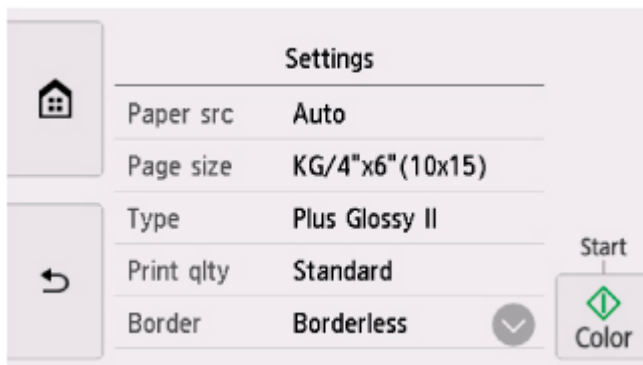 Settings
Paper src Auto
Page size KG/4"x6"(10x15)
Type Plus Glossy II
Print qlty Standard
Border Borderless
Start
Color